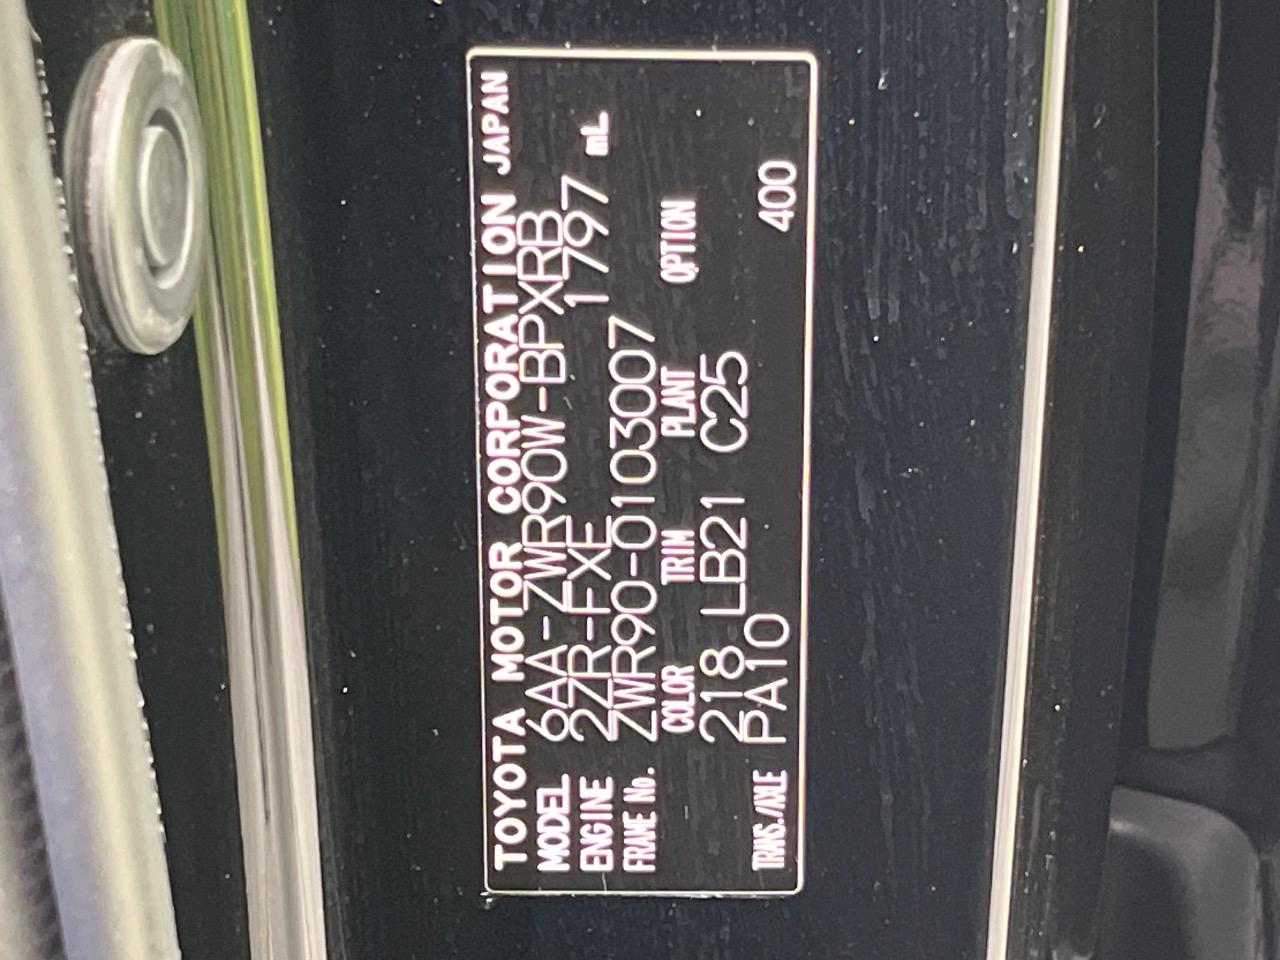 TOYOTA MOTOR CORPORATION JAPAN
MODEL 6AA-ZWR90W-BPXRB
ENGINE 2ZR-FXE 1797 mL
FRAME No. ZWR90-0103007
COLOR TRIM PLANT OPTION
218 LB21 C25
TRANS./AXLE PA10 400